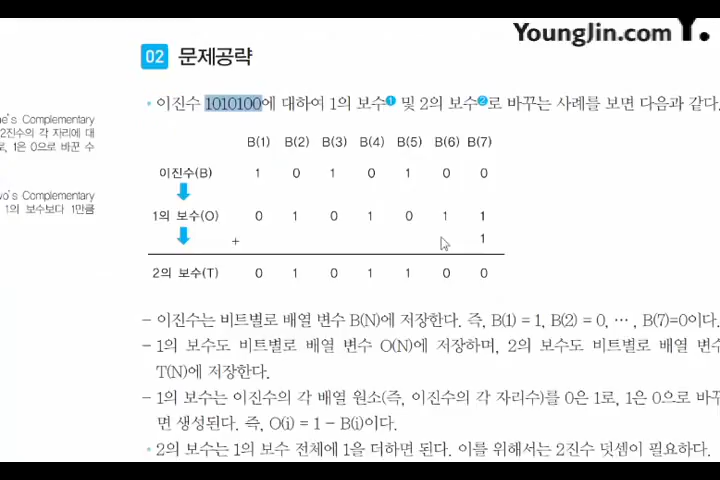 YoungJin.com Y.
02 문제공략
• 이진수 1010100에 대하여 1의 보수❶ 및 2의 보수❷로 바꾸는 사례를 보면 다음과 같다.
s Complementary
2진수의 각 자리에 대
1은 0으로 바꾼 수
s Complementary
1의 보수보다 1만큼
B(1) B(2) B(3) B(4) B(5) B(6) B(7)
이진수(B) 1 0 1 0 1 0 0
1의 보수(O) 0 1 0 1 0 1 1
+ 1
2의 보수(T) 0 1 0 1 1 0 0
– 이진수는 비트별로 배열 변수 B(N)에 저장한다. 즉, B(1) = 1, B(2) = 0, … , B(7)=0이다.
– 1의 보수도 비트별로 배열 변수 O(N)에 저장하며, 2의 보수도 비트별로 배열 변수
T(N)에 저장한다.
– 1의 보수는 이진수의 각 배열 원소(즉, 이진수의 각 자리수)를 0은 1로, 1은 0으로 바꾸
면 생성된다. 즉, O(i) = 1 − B(i)이다.
• 2의 보수는 1의 보수 전체에 1을 더하면 된다. 이를 위해서는 2진수 덧셈이 필요하다.